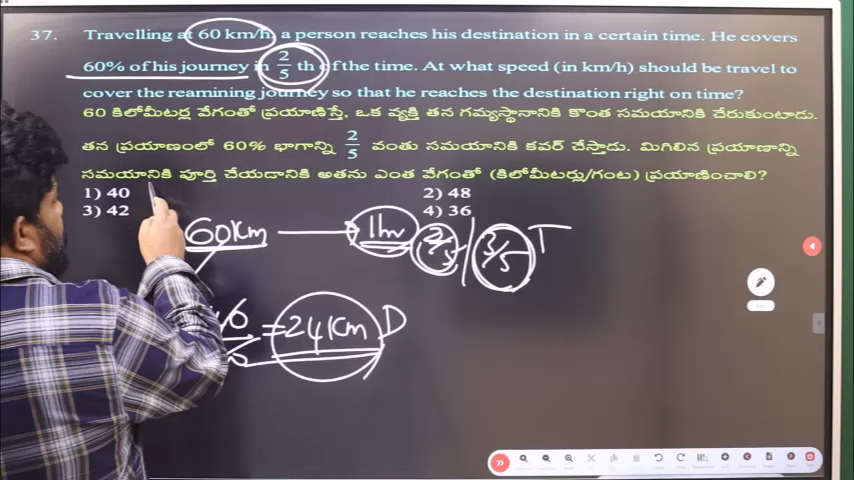 37. Travelling at 60 km/h, a person reaches his destination in a certain time. He covers
60% of his journey in 2/5 th of the time. At what speed (in km/h) should be travel to
cover the reamining journey so that he reaches the destination right on time?
60 కిలోమీటర్ల వేగంతో ప్రయాణిస్తే, ఒక వ్యక్తి తన గమ్యస్థానానికి కొంత సమయానికి చేరుకుంటాడు.
తన ప్రయాణంలో 60% భాగాన్ని 2/5 వంతు సమయానికి కవర్ చేస్తాడు. మిగిలిన ప్రయాణాన్ని
సమయానికి పూర్తి చేయడానికి అతను ఎంత వేగంతో (కిలోమీటర్లు/గంట) ప్రయాణించాలి?
1) 40 2) 48
3) 42 4) 36
60km 1hr 2/5 3/5 T
= 24km D